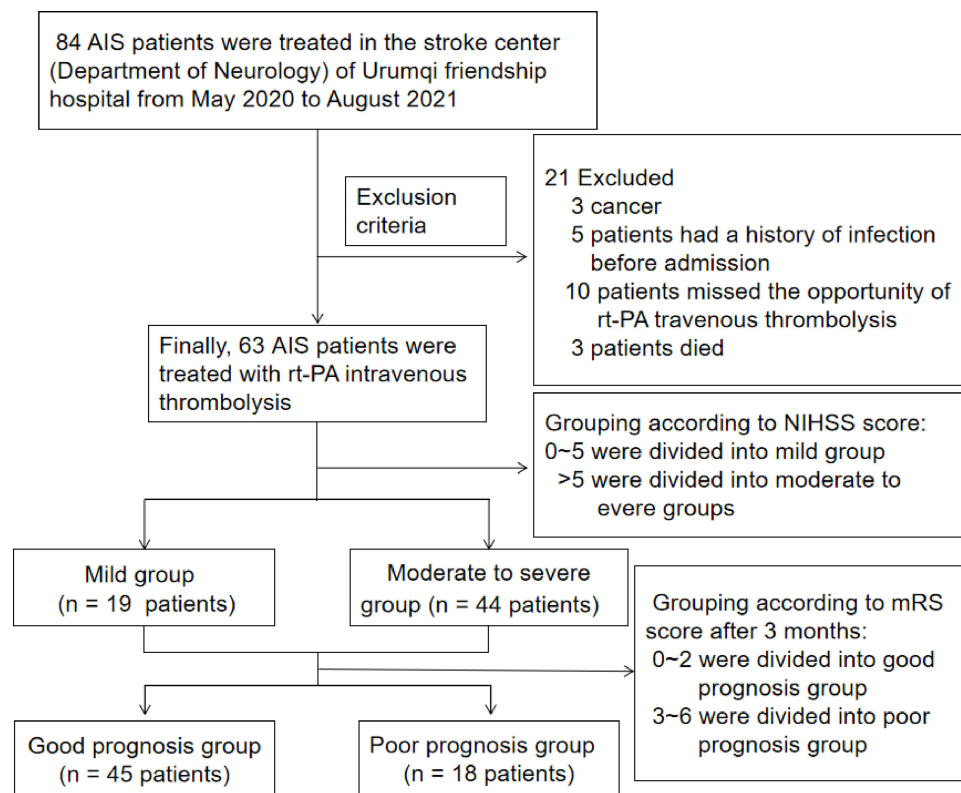 84 AIS patients were treated in the stroke center
(Department of Neurology) of Urumqi friendship
hospital from May 2020 to August 2021
Exclusion
criteria
21 Excluded
3 cancer
5 patients had a history of infection
before admission
10 patients missed the opportunity of
rt-PA travenous thrombolysis
3 patients died
Finally, 63 AIS patients were
treated with rt-PA intravenous
thrombolysis
Grouping according to NIHSS score:
0~5 were divided into mild group
>5 were divided into moderate to
evere groups
Mild group
(n = 19 patients)
Moderate to severe
group (n = 44 patients)
Grouping according to mRS
score after 3 months:
0~2 were divided into good
prognosis group
3~6 were divided into poor
prognosis group
Good prognosis group
(n = 45 patients)
Poor prognosis group
(n = 18 patients)